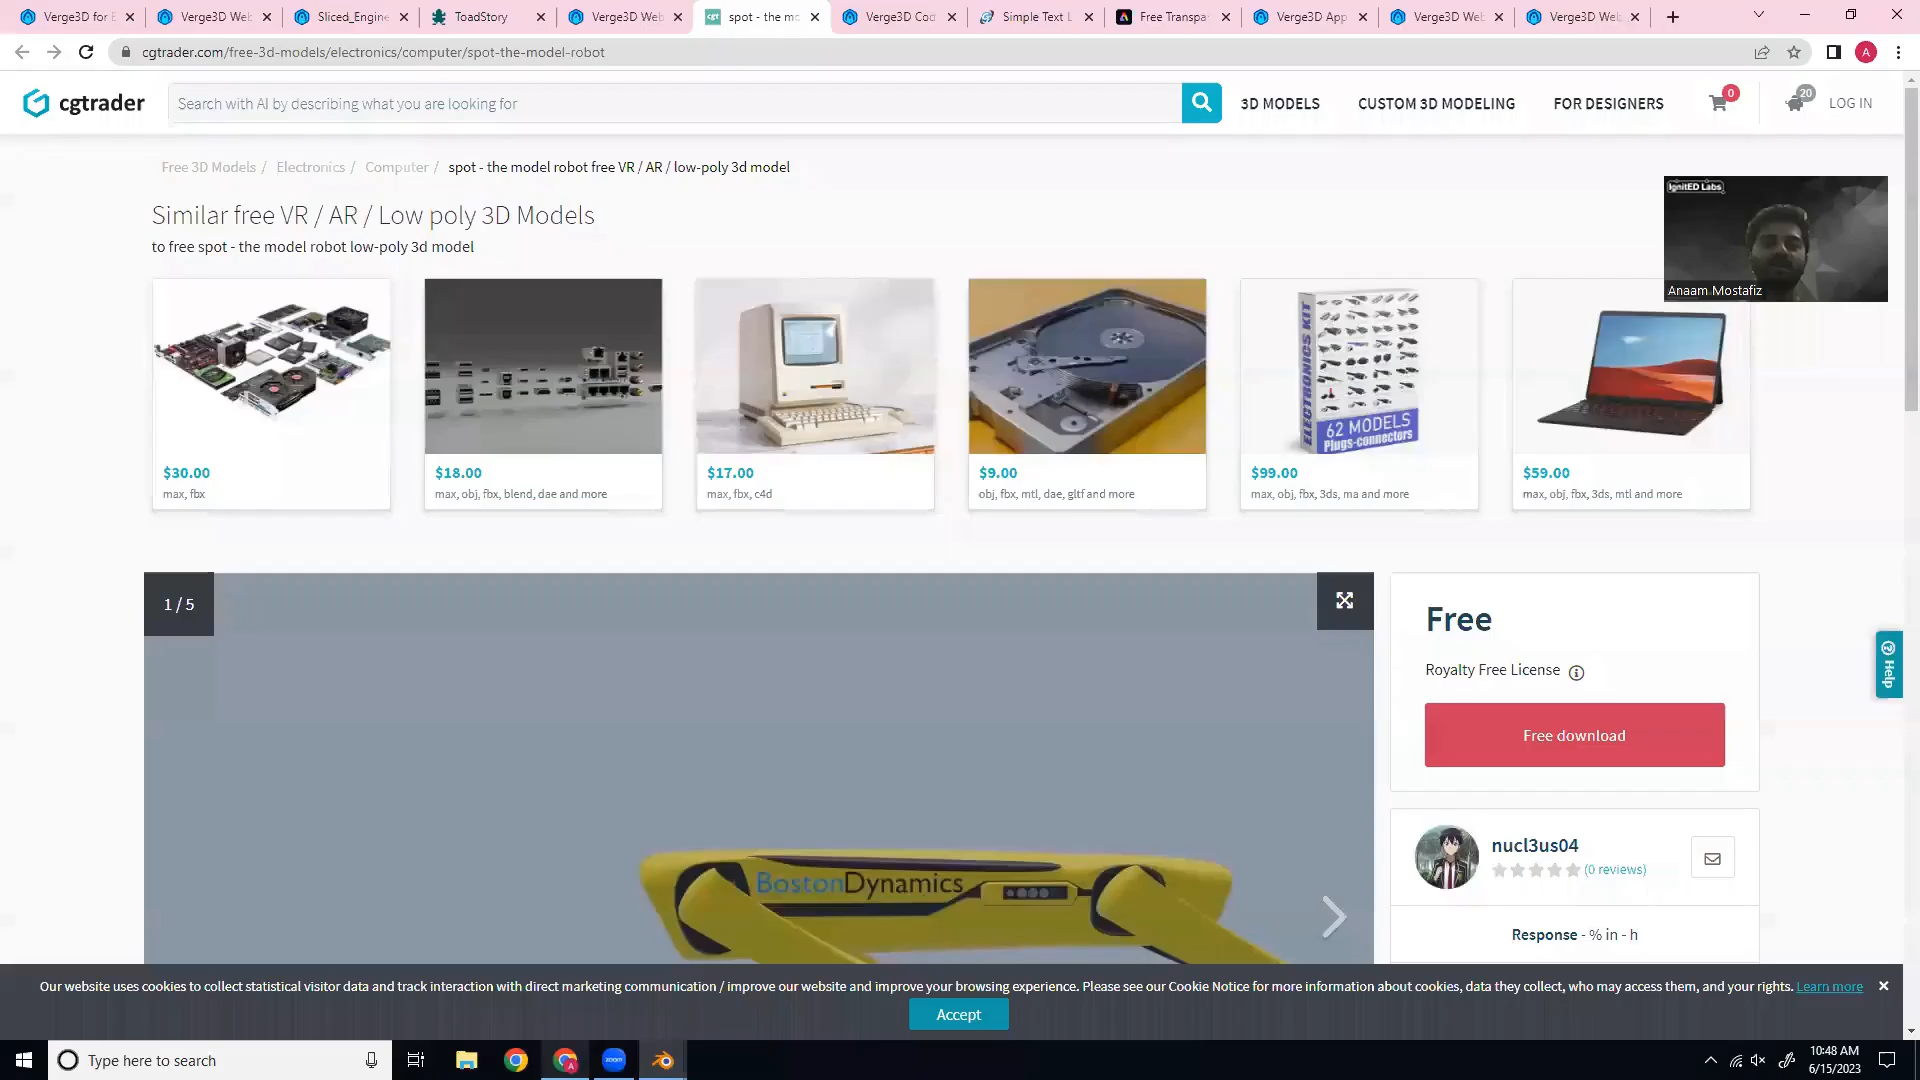 Verge3D for E
Verge3D Web
Sliced_Engine
ToadStory
Verge3D Web
spot - the mo
Verge3D Cod
Simple Text L
Free Transpa
Verge3D App
Verge3D Web
Verge3D Web
cgtrader.com/free-3d-models/electronics/computer/spot-the-model-robot
A
cgtrader
Search with AI by describing what you are looking for
3D MODELS
CUSTOM 3D MODELING
FOR DESIGNERS
0
20
LOG IN
Free 3D Models / Electronics / Computer / spot - the model robot free VR / AR / low-poly 3d model
IgnitED Labs
Anaam Mostafiz
Similar free VR / AR / Low poly 3D Models
to free spot - the model robot low-poly 3d model
ELECTRONICS KIT
62 MODELS
Plugs-connectors
$30.00
max, fbx
$18.00
max, obj, fbx, blend, dae and more
$17.00
max, fbx, c4d
$9.00
obj, fbx, mtl, dae, gltf and more
$99.00
max, obj, fbx, 3ds, ma and more
$59.00
max, obj, fbx, 3ds, mtl and more
1 / 5
BostonDynamics
Free
Royalty Free License
Free download
Help
nucl3us04
(0 reviews)
Response - % in - h
Our website uses cookies to collect statistical visitor data and track interaction with direct marketing communication / improve our website and improve your browsing experience. Please see our Cookie Notice for more information about cookies, data they collect, who may access them, and your rights. Learn more
Accept
Type here to search
zoom
10:48 AM
6/15/2023